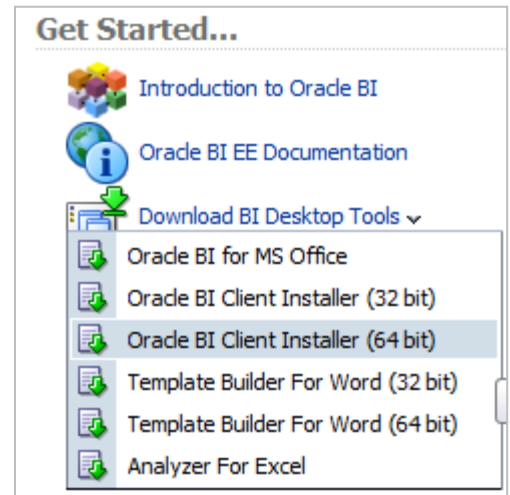 Get Started...
Introduction to Oracle BI
Oracle BI EE Documentation
Download BI Desktop Tools
Oracle BI for MS Office
Oracle BI Client Installer (32 bit)
Oracle BI Client Installer (64 bit)
Template Builder For Word (32 bit)
Template Builder For Word (64 bit)
Analyzer For Excel